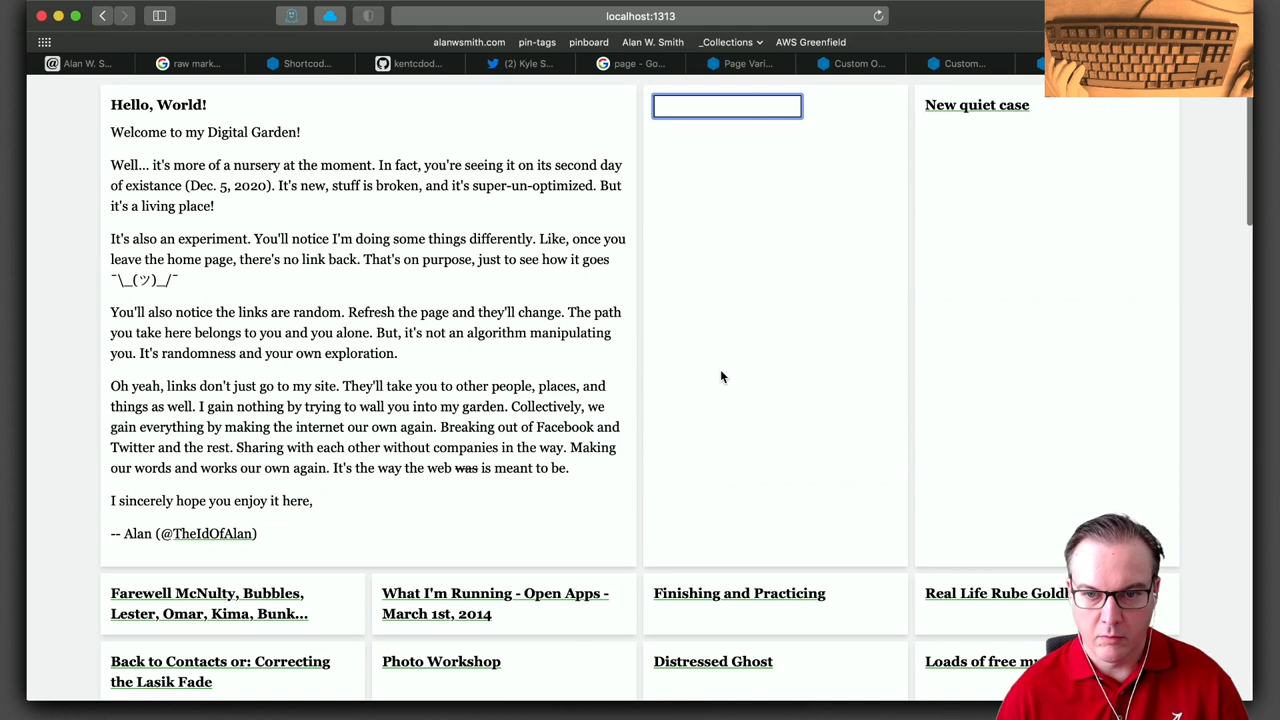 localhost:1313
alanwsmith.com
pin-tags
pinboard
Alan W. Smith
_Collections
AWS Greenfield
Alan W. S...
raw mark...
Shortcod...
kentcdod...
(2) Kyle S...
page - Go...
Page Vari...
Custom O...
Custom...
Hello, World!
Welcome to my Digital Garden!
Well... it's more of a nursery at the moment. In fact, you're seeing it on its second day
of existance (Dec. 5, 2020). It's new, stuff is broken, and it's super-un-optimized. But
it's a living place!
It's also an experiment. You'll notice I'm doing some things differently. Like, once you
leave the home page, there's no link back. That's on purpose, just to see how it goes
¯\_(ツ)_/¯
You'll also notice the links are random. Refresh the page and they'll change. The path
you take here belongs to you and you alone. But, it's not an algorithm manipulating
you. It's randomness and your own exploration.
Oh yeah, links don't just go to my site. They'll take you to other people, places, and
things as well. I gain nothing by trying to wall you into my garden. Collectively, we
gain everything by making the internet our own again. Breaking out of Facebook and
Twitter and the rest. Sharing with each other without companies in the way. Making
our words and works our own again. It's the way the web was is meant to be.
I sincerely hope you enjoy it here,
-- Alan (@TheIdOfAlan)
New quiet case
Farewell McNulty, Bubbles,
Lester, Omar, Kima, Bunk...
What I'm Running - Open Apps -
March 1st, 2014
Finishing and Practicing
Real Life Rube
Back to Contacts or: Correcting
the Lasik Fade
Photo Workshop
Distressed Ghost
Loads of free